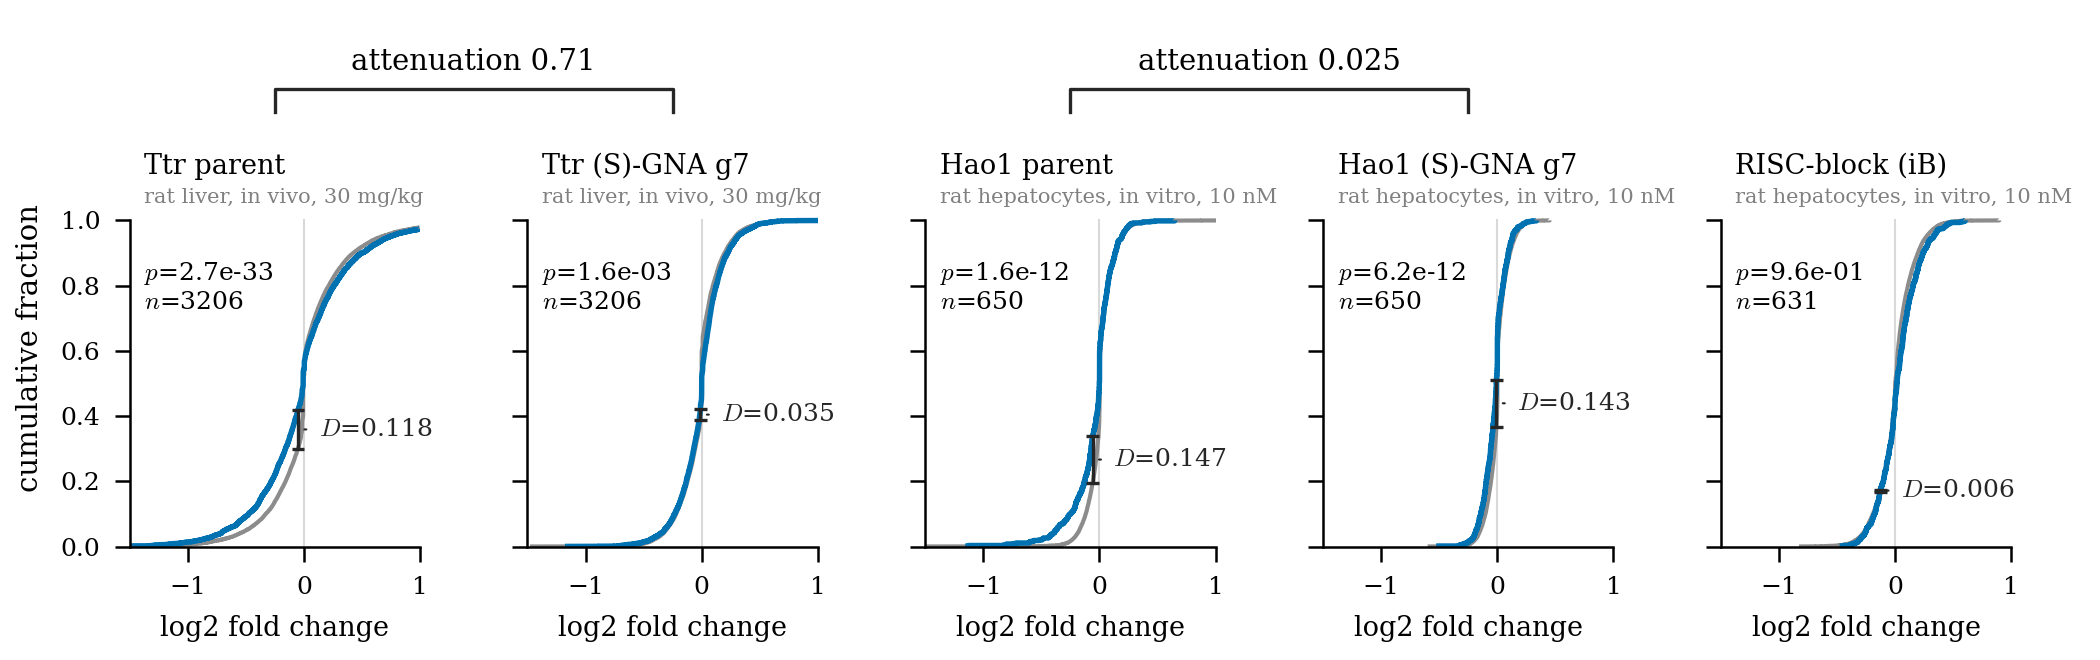 attenuation 0.71
attenuation 0.025
Ttr parent
rat liver, in vivo, 30 mg/kg
Ttr (S)-GNA g7
rat liver, in vivo, 30 mg/kg
Hao1 parent
rat hepatocytes, in vitro, 10 nM
Hao1 (S)-GNA g7
rat hepatocytes, in vitro, 10 nM
RISC-block (iB)
rat hepatocytes, in vitro, 10 nM
cumulative fraction
1.0
0.8
0.6
0.4
0.2
0.0
p=2.7e-33
n=3206
D=0.118
−1 0 1
log2 fold change
p=1.6e-03
n=3206
D=0.035
−1 0 1
log2 fold change
p=1.6e-12
n=650
D=0.147
−1 0 1
log2 fold change
p=6.2e-12
n=650
D=0.143
−1 0 1
log2 fold change
p=9.6e-01
n=631
D=0.006
−1 0 1
log2 fold change